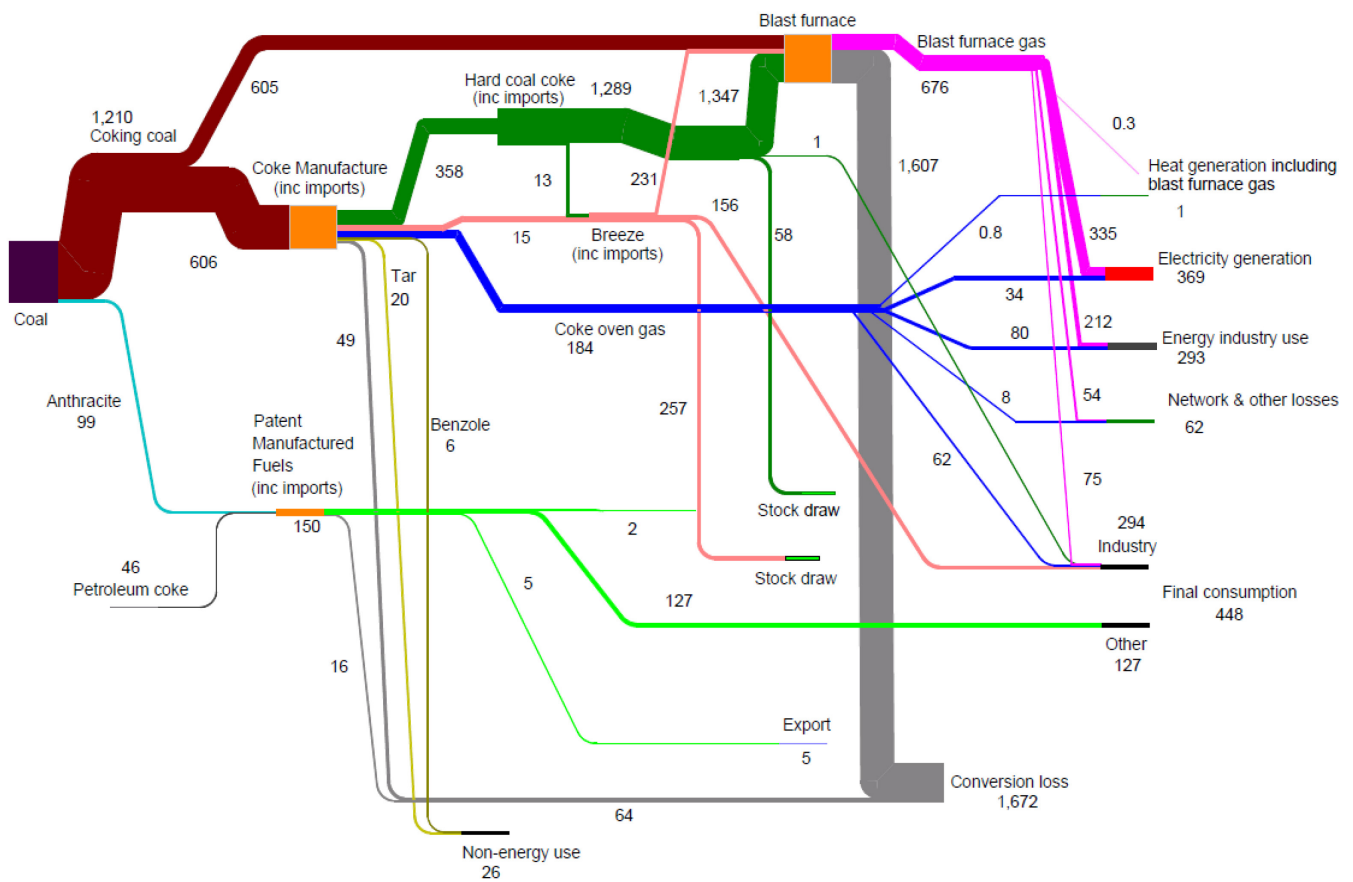 Blast furnace
Blast furnace gas
605
Hard coal coke
(inc imports)
1,289
1,347
676
1,210
Coking coal
0.3
Coke Manufacture
(inc imports)
358
13
231
1
1,607
Heat generation including
blast furnace gas
1
156
15
Breeze
(inc imports)
58
0.8
335
606
Tar
20
Electricity generation
369
34
Coal
49
Coke oven gas
184
80
212
Energy industry use
293
Anthracite
99
Patent
Manufactured
Fuels
(inc imports)
Benzole
6
257
8
54
Network & other losses
62
62
75
150
Stock draw
2
294
Industry
46
Petroleum coke
Stock draw
5
127
Final consumption
448
Other
127
16
Export
5
Conversion loss
1,672
64
Non-energy use
26